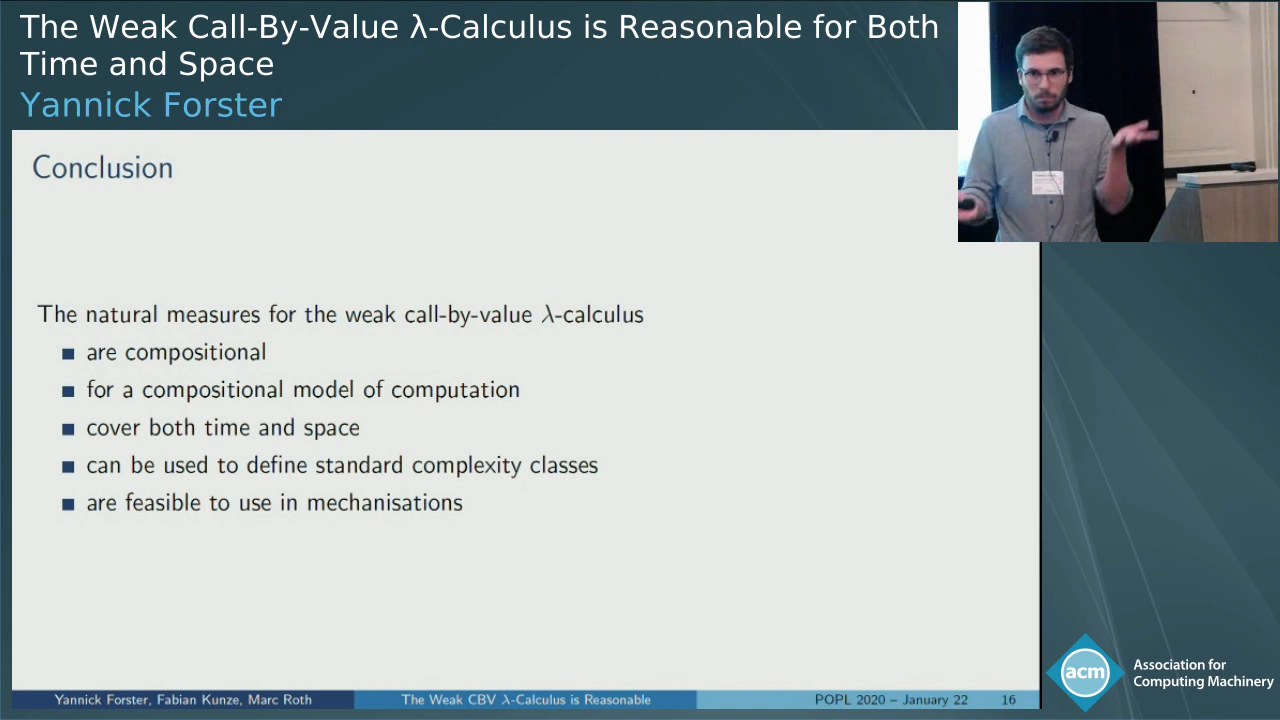 The Weak Call-By-Value λ-Calculus is Reasonable for Both
Time and Space
Yannick Forster
Conclusion
The natural measures for the weak call-by-value λ-calculus
are compositional
for a compositional model of computation
cover both time and space
can be used to define standard complexity classes
are feasible to use in mechanisations
Yannick Forster, Fabian Kunze, Marc Roth
The Weak CBV λ-Calculus is Reasonable
POPL 2020 – January 22
16
acm
Association for
Computing Machinery